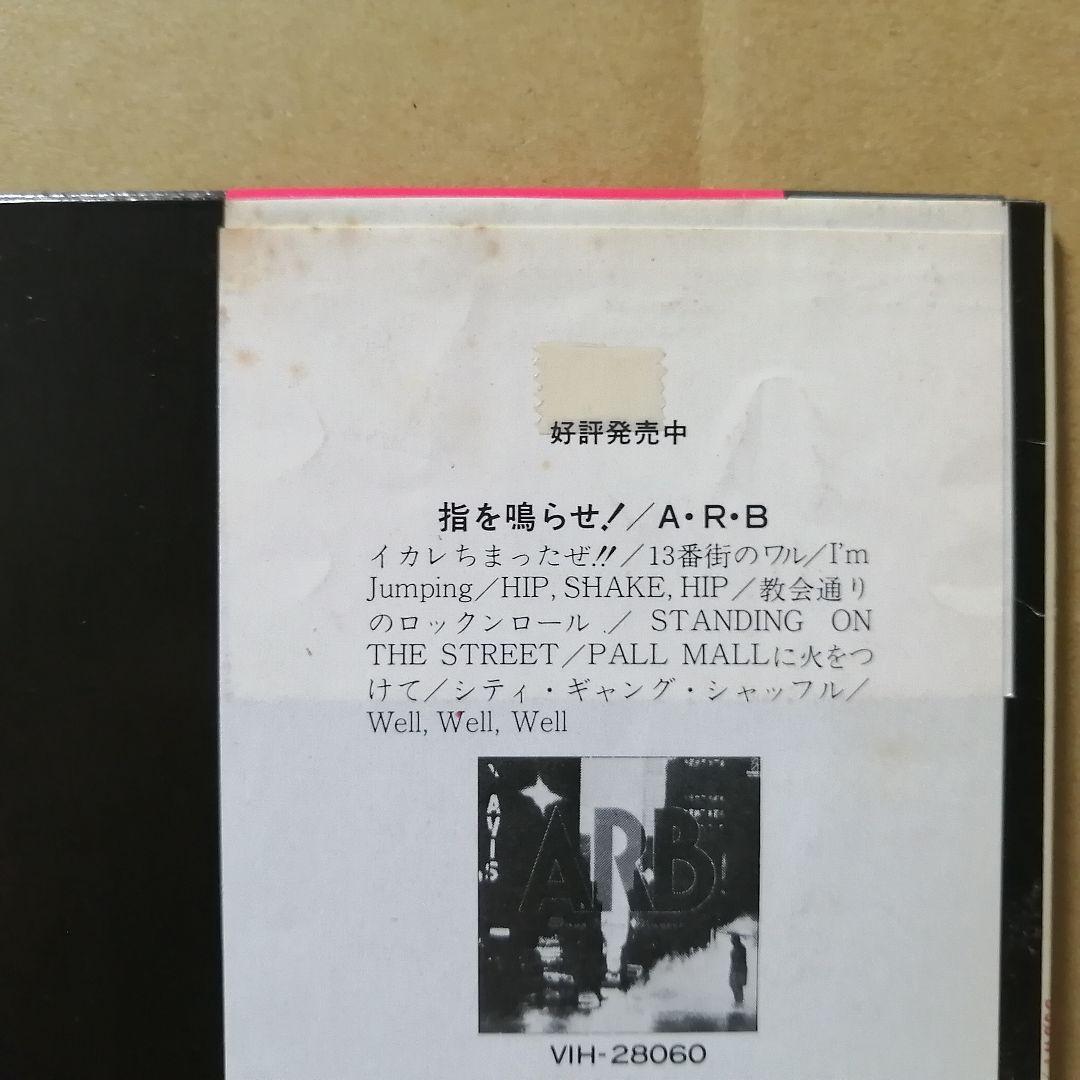 好評発売中
指を鳴らせ!／A・R・B
イカレちまったぜ!!／13番街のワル／I'm
Jumping／HIP, SHAKE, HIP／教会通り
のロックンロール／ STANDING ON
THE STREET／PALL MALLに火をつ
けて／シティ・ギャング・シャッフル／
Well, Well, Well
AVIS
ARB
VIH-28060